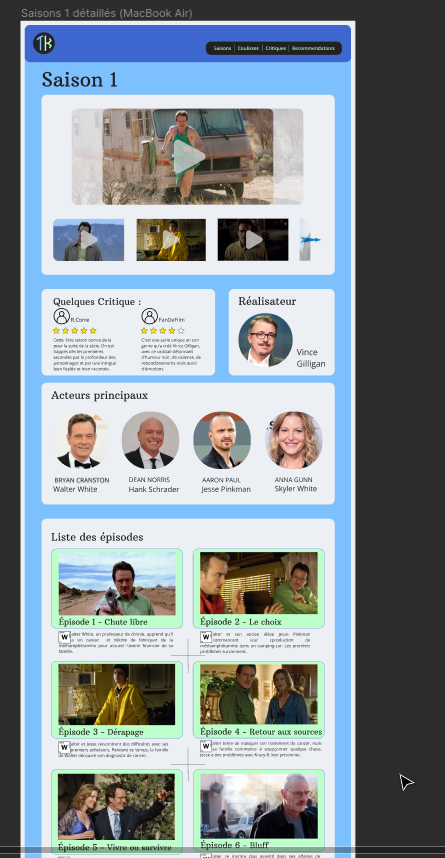 Saisons 1 détaillés (MacBook Air)
Saisons Coulisses Critiques Recommendations
Saison 1
Quelques Critique :
R.Corre
FanDeFilm
Cette 1ère saison donne de la
pour la suite de la série. On est
happés dès les premières
secondes par la profondeur des
personnages et par une intrigue
bien ficelée et bien racontée.
C'est une série unique en son
genre qu'a créé Vince Gilligan,
avec ce cocktail détonnant
d'humour noir, de violence, de
rebondissements mais aussi
d'émotions.
Réalisateur
Vince
Gilligan
Acteurs principaux
BRYAN CRANSTON
Walter White
DEAN NORRIS
Hank Schrader
AARON PAUL
Jesse Pinkman
ANNA GUNN
Skyler White
Liste des épisodes
Épisode 1 - Chute libre
Walter White, un professeur de chimie, apprend qu'il
a un cancer et décide de fabriquer de la
méthamphétamine pour assurer l'avenir financier de sa
famille.
Épisode 2 - Le choix
Walter et son ancien élève Jesse Pinkman
commencent leur production de
méthamphétamine dans un camping-car. Les premiers
problèmes surviennent.
Épisode 3 - Dérapage
Walter et Jesse rencontrent des difficultés avec ses
premiers acheteurs. Pendant ce temps, la famille
de Walter découvre son diagnostic de cancer.
Épisode 4 - Retour aux sources
Walter tente de masquer son traitement du cancer, mais
sa famille commence à soupçonner quelque chose.
Jesse a des problèmes avec Krazy-8, leur prisonnier.
Épisode 5 - Vivre ou survivre
Épisode 6 - Bluff